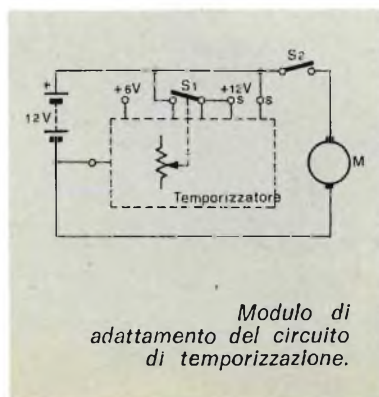 S2
+6V S1 +12V
S S
+
12V
M
Temporizzatore
Modulo di
adattamento del circuito
di temporizzazione.